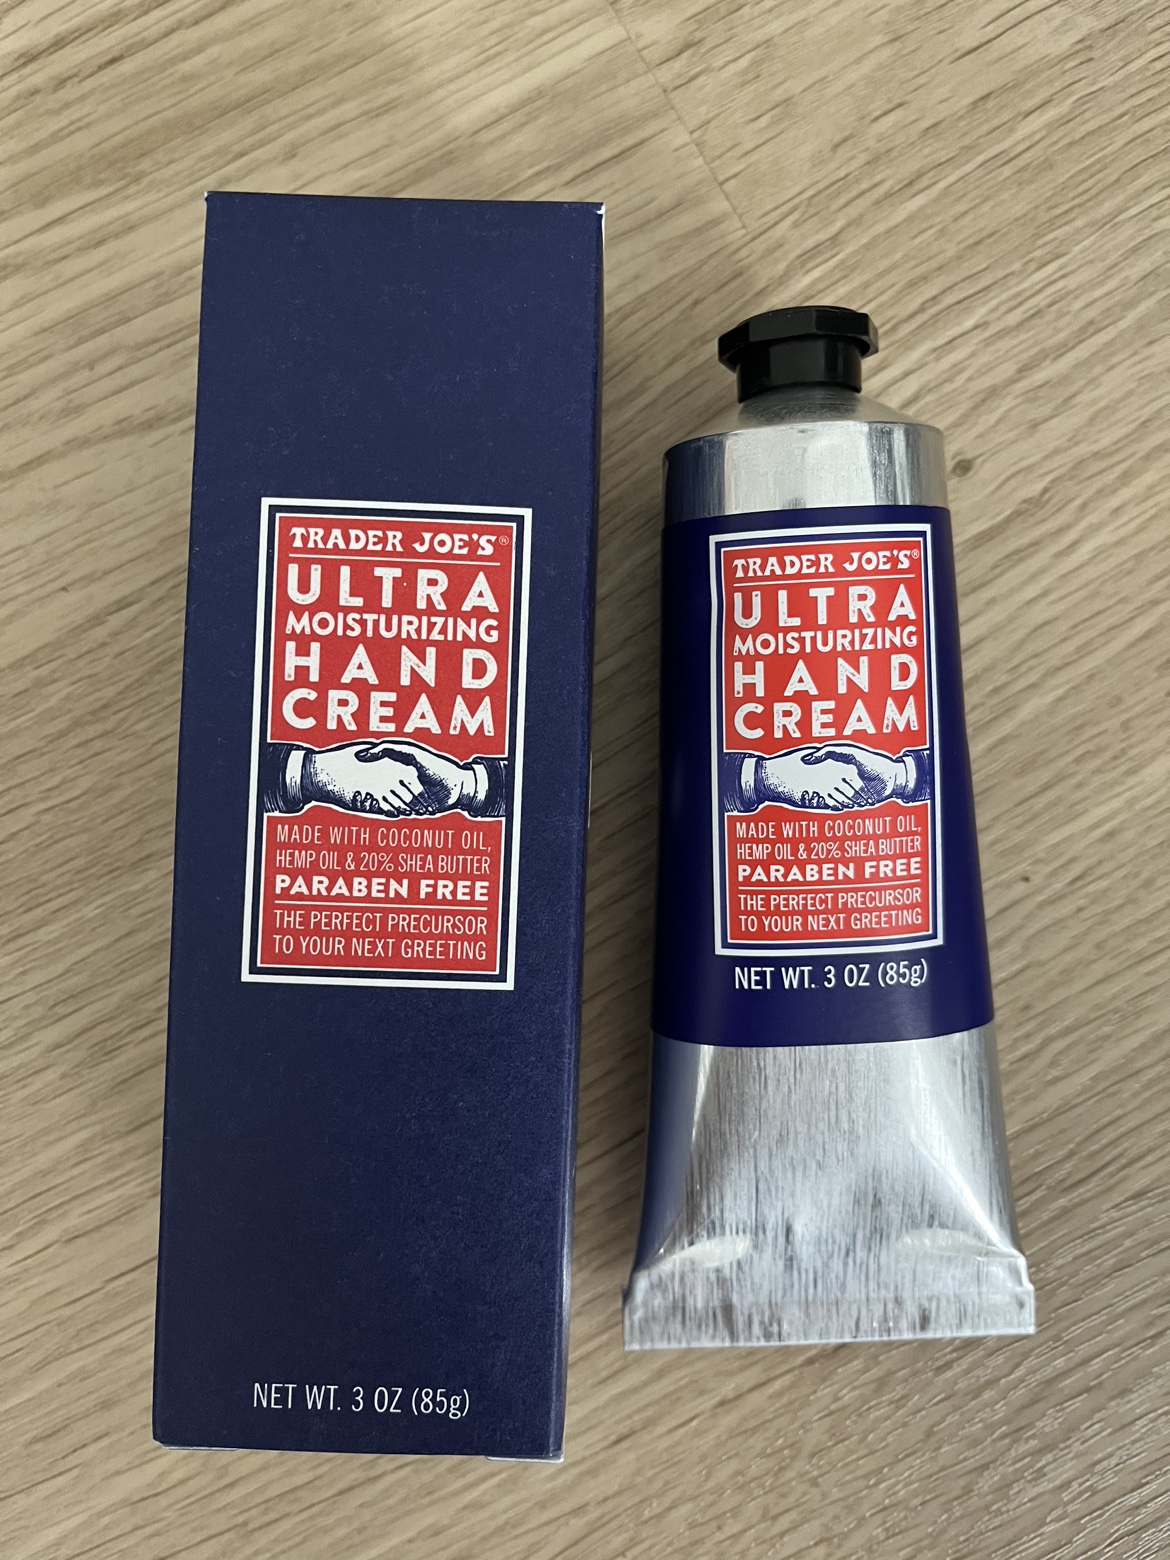 TRADER JOE'S®
ULTRA
MOISTURIZING
HAND
CREAM
MADE WITH COCONUT OIL,
HEMP OIL & 20% SHEA BUTTER
PARABEN FREE
THE PERFECT PRECURSOR
TO YOUR NEXT GREETING
NET WT. 3 OZ (85g)
TRADER JOE'S®
ULTRA
MOISTURIZING
HAND
CREAM
MADE WITH COCONUT OIL,
HEMP OIL & 20% SHEA BUTTER
PARABEN FREE
THE PERFECT PRECURSOR
TO YOUR NEXT GREETING
NET WT. 3 OZ (85g)